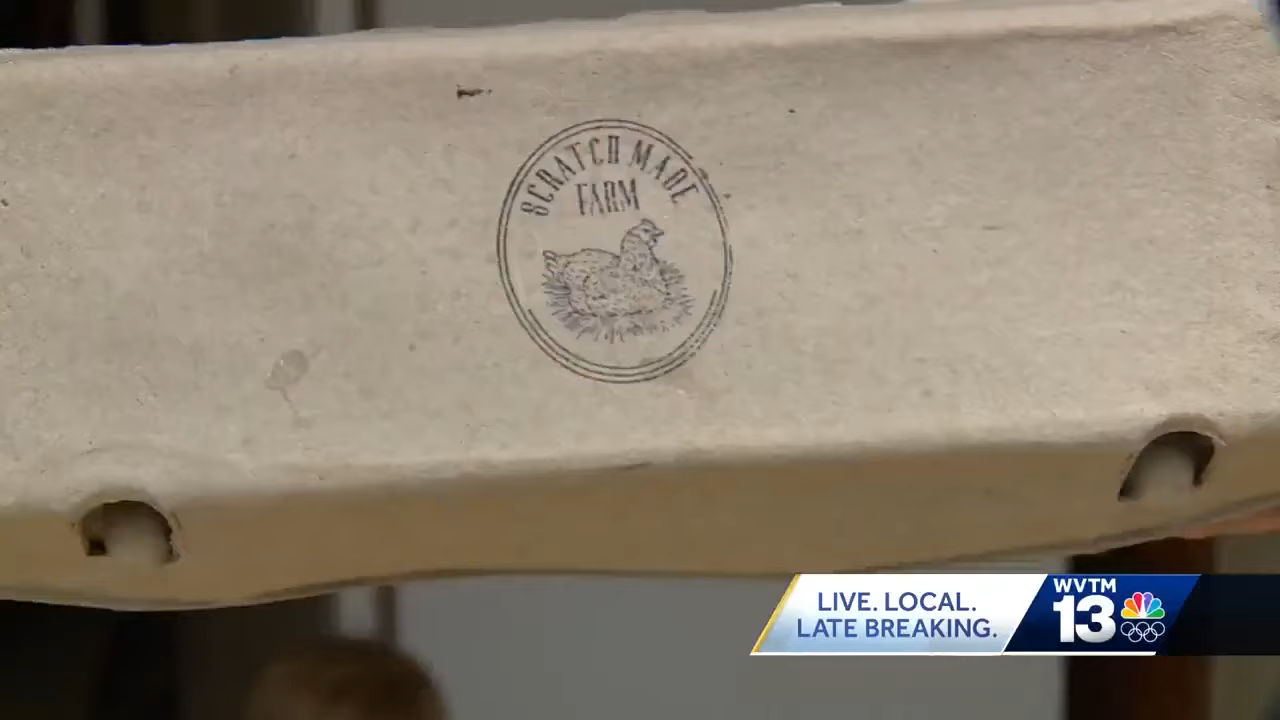 SCRATCH MADE
FARM
LIVE. LOCAL.
LATE BREAKING.
WVTM
13